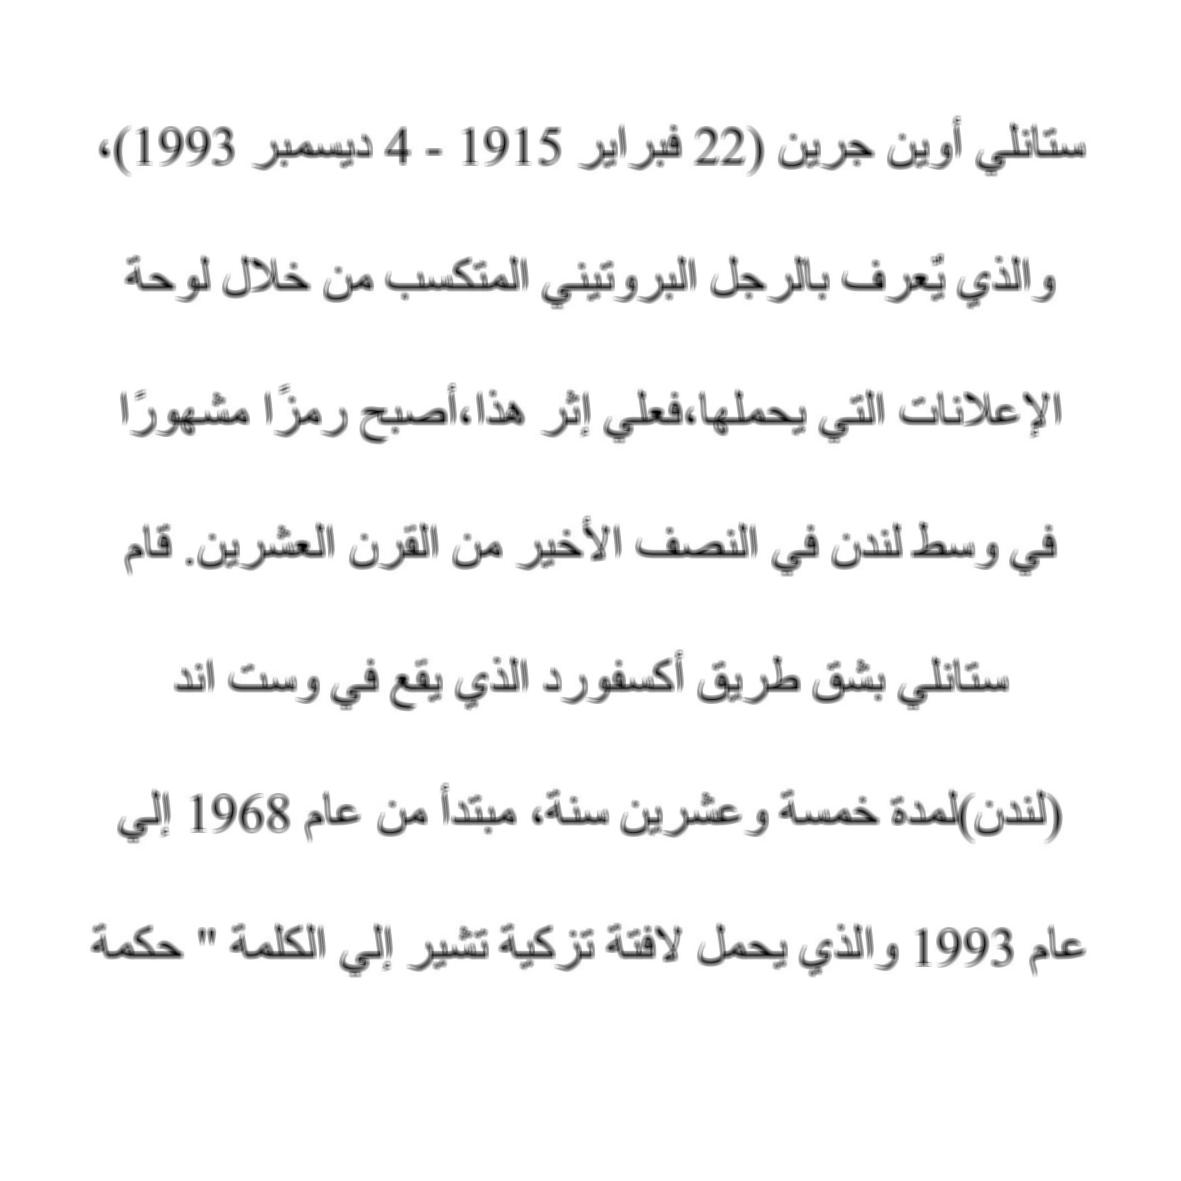 ستانلي أوين جرين (22 فبراير 1915 - 4 ديسمبر 1993)،
والذي يٌعرف بالرجل البروتيني المتكسب من خلال لوحة
الإعلانات التي يحملها،فعلي إثر هذا،أصبح رمزًا مشهورًا
في وسط لندن في النصف الأخير من القرن العشرين. قام
ستانلي بشق طريق أكسفورد الذي يقع في وست اند
(لندن)لمدة خمسة وعشرين سنة، مبتدأ من عام 1968 إلي
عام 1993 والذي يحمل لافتة تزكية تشير إلي الكلمة " حكمة